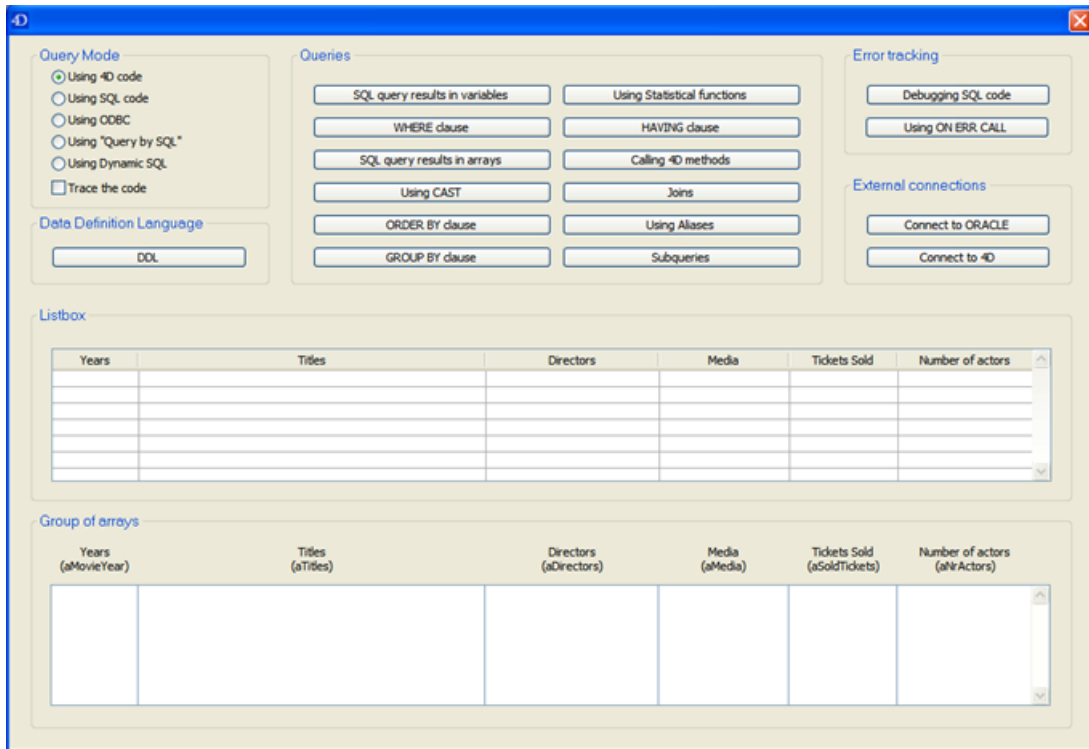 4D
Query Mode
Using 4D code
Using SQL code
Using ODBC
Using "Query by SQL"
Using Dynamic SQL
Trace the code
Data Definition Language
DDL
Queries
SQL query results in variables
Using Statistical functions
WHERE clause
HAVING clause
SQL query results in arrays
Calling 4D methods
Using CAST
Joins
ORDER BY clause
Using Aliases
GROUP BY clause
Subqueries
Error tracking
Debugging SQL code
Using ON ERR CALL
External connections
Connect to ORACLE
Connect to 4D
Listbox
Years Titles Directors Media Tickets Sold Number of actors
Group of arrays
Years Titles Directors Media Tickets Sold Number of actors
(aMovieYear) (aTitles) (aDirectors) (aMedia) (aSoldTickets) (aNrActors)